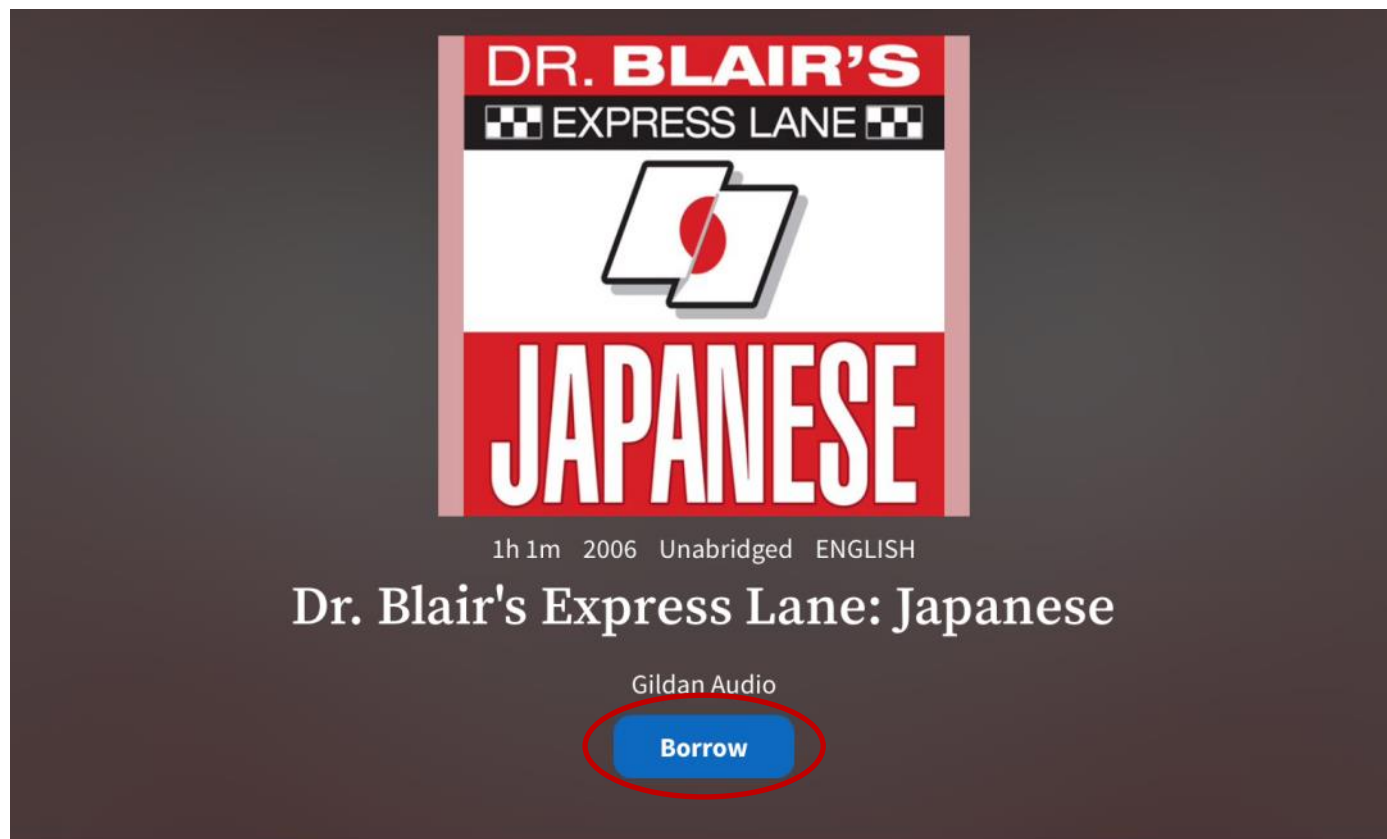 DR. BLAIR'S
EXPRESS LANE
JAPANESE
1h 1m 2006 Unabridged ENGLISH
Dr. Blair's Express Lane: Japanese
Gildan Audio
Borrow